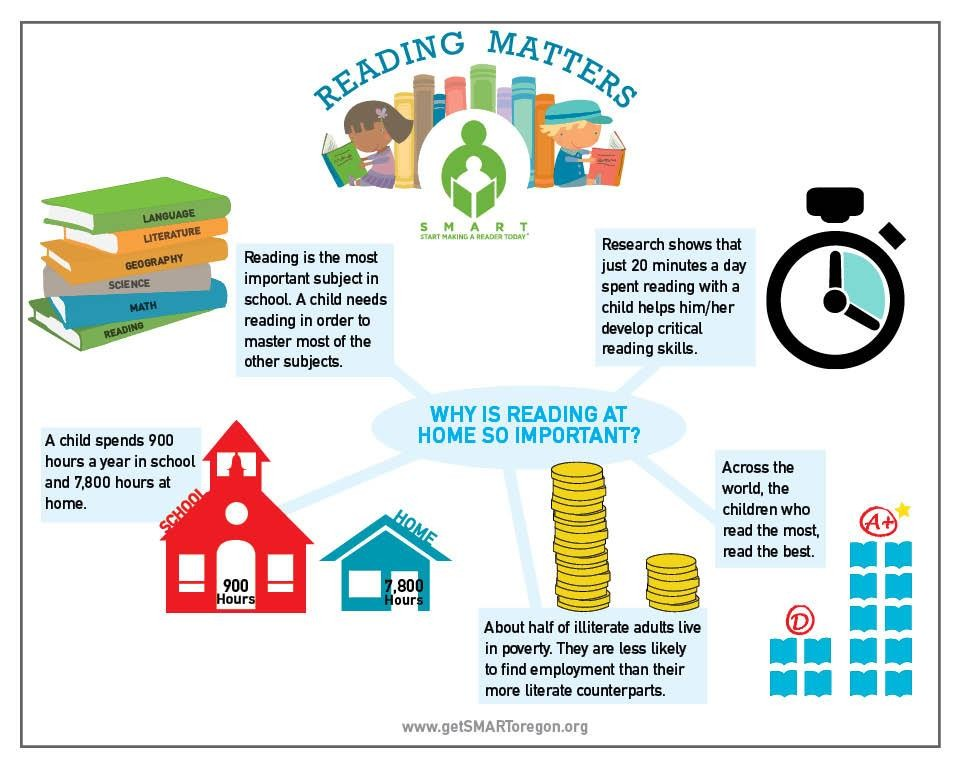 READING MATTERS
SMART
START MAKING A READER TODAY®
LANGUAGE
LITERATURE
GEOGRAPHY
SCIENCE
MATH
READING
Reading is the most
important subject in
school. A child needs
reading in order to
master most of the
other subjects.
Research shows that
just 20 minutes a day
spent reading with a
child helps him/her
develop critical
reading skills.
WHY IS READING AT
HOME SO IMPORTANT?
A child spends 900
hours a year in school
and 7,800 hours at
home.
SCHOOL
900
Hours
HOME
7,800
Hours
About half of illiterate adults live
in poverty. They are less likely
to find employment than their
more literate counterparts.
Across the
world, the
children who
read the most,
read the best.
A+
D
www.getSMARToregon.org